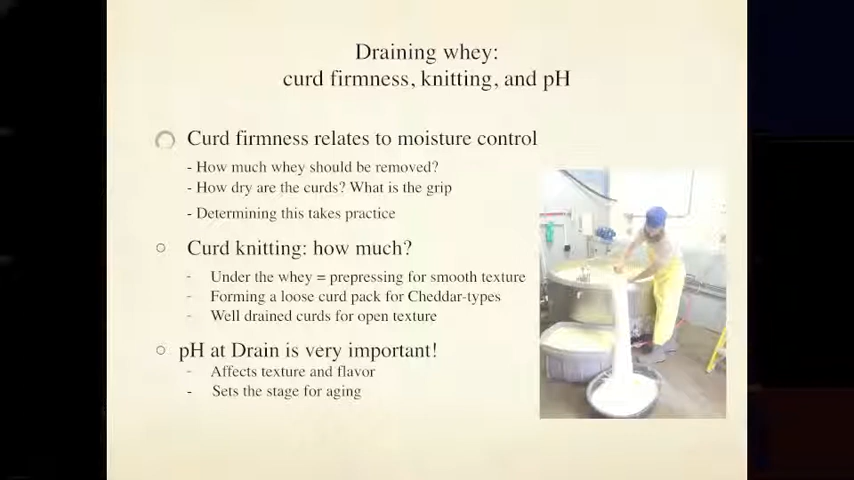 Draining whey:
curd firmness, knitting, and pH
Curd firmness relates to moisture control
- How much whey should be removed?
- How dry are the curds? What is the grip
- Determining this takes practice
Curd knitting: how much?
- Under the whey = prepressing for smooth texture
- Forming a loose curd pack for Cheddar-types
- Well drained curds for open texture
pH at Drain is very important!
- Affects texture and flavor
- Sets the stage for aging